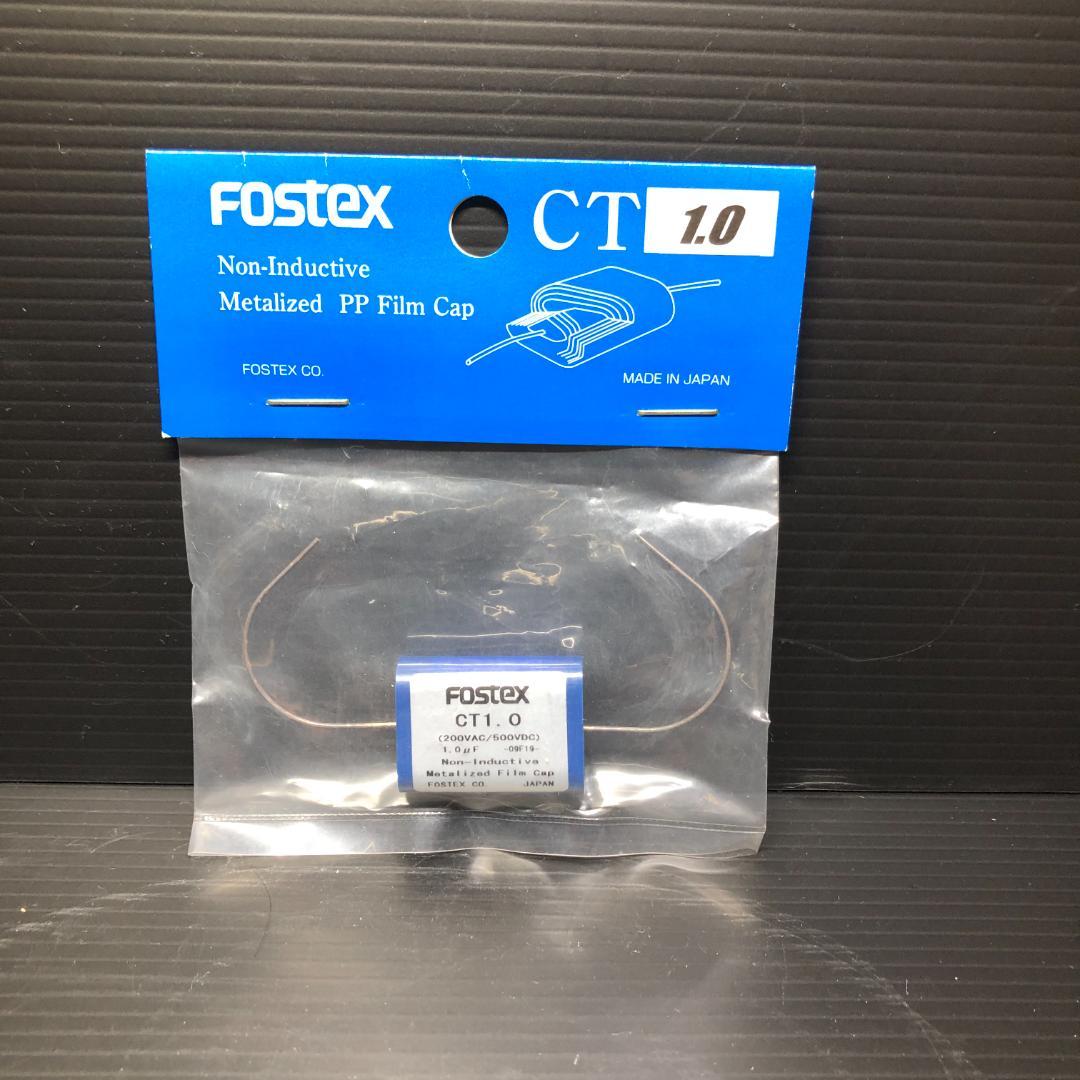 FOSTEX
CT 1.0
Non-Inductive
Metalized PP Film Cap
FOSTEX CO.
MADE IN JAPAN
FOSTEX
CT1.0
(200VAC/500VDC)
1.0μF -09F19-
Non-Inductive
Metalized Film Cap
FOSTEX CO. JAPAN